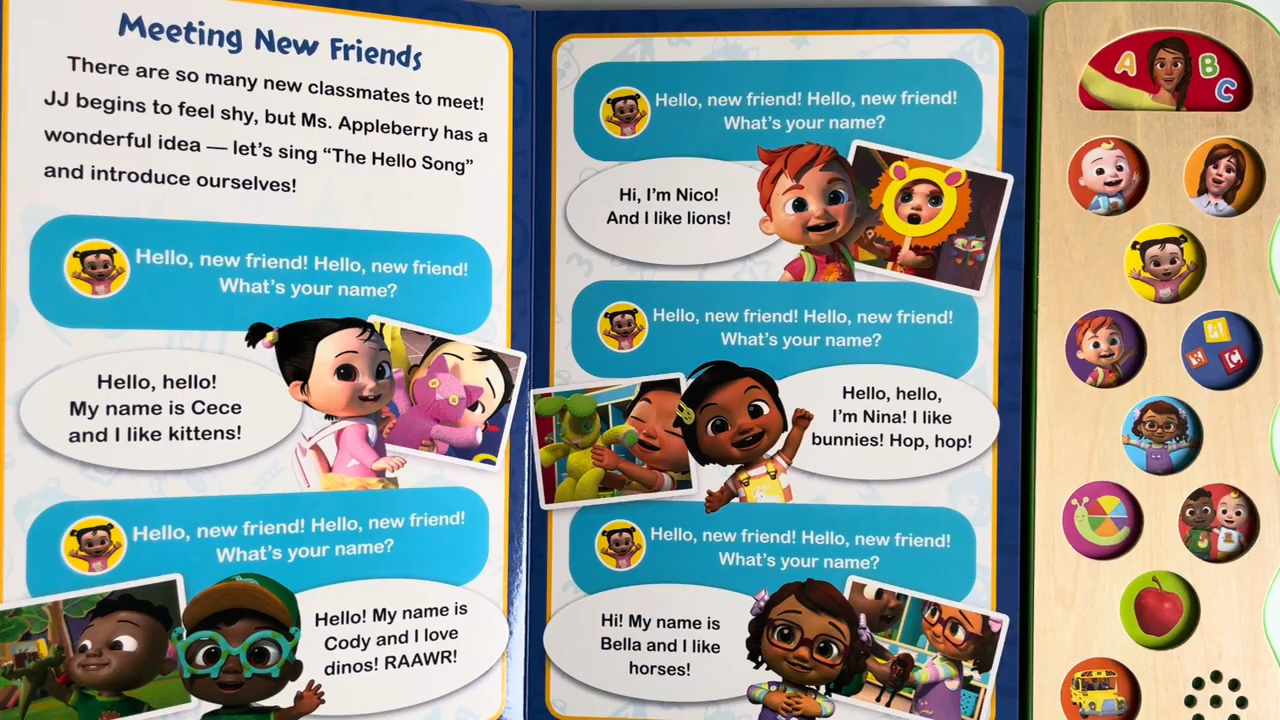 Meeting New Friends
There are so many new classmates to meet!
JJ begins to feel shy, but Ms. Appleberry has a
wonderful idea — let's sing "The Hello Song"
and introduce ourselves!
Hello, new friend! Hello, new friend!
What's your name?
Hello, hello!
My name is Cece
and I like kittens!
Hello, new friend! Hello, new friend!
What's your name?
Hello! My name is
Cody and I love
dinos! RAAWR!
Hello, new friend! Hello, new friend!
What's your name?
Hi, I'm Nico!
And I like lions!
Hello, new friend! Hello, new friend!
What's your name?
Hello, hello,
I'm Nina! I like
bunnies! Hop, hop!
Hello, new friend! Hello, new friend!
What's your name?
Hi! My name is
Bella and I like
horses!
A B
C